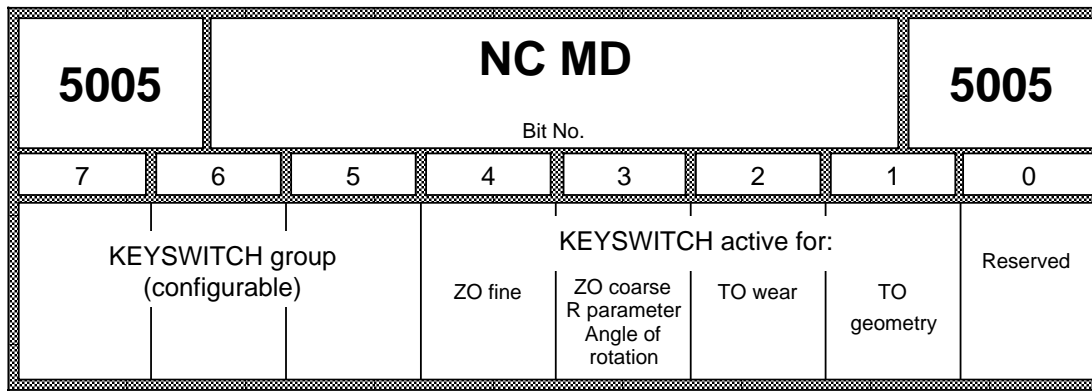 5005 NC MD 5005
Bit No.
7 6 5 4 3 2 1 0
KEYSWITCH group
(configurable)
KEYSWITCH active for:
ZO fine
ZO coarse
R parameter
Angle of
rotation
TO wear
TO
geometry
Reserved